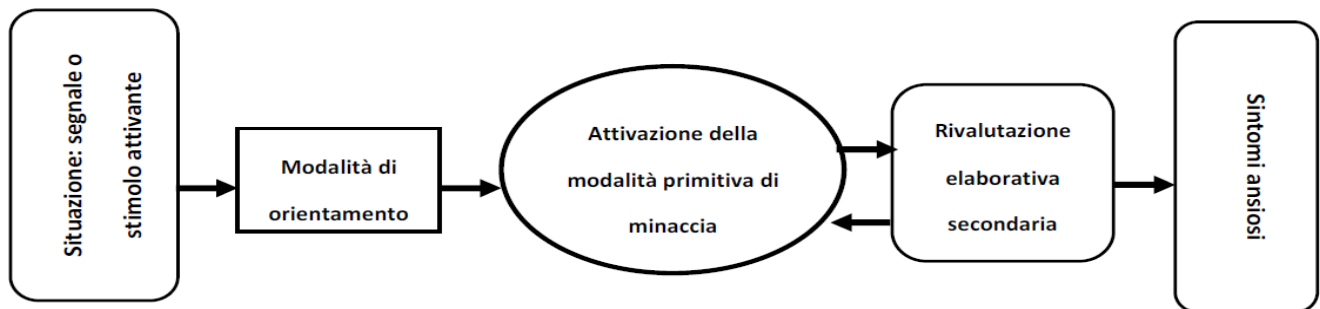 Situazione: segnale o
stimolo attivante
Modalità di
orientamento
Attivazione della
modalità primitiva di
minaccia
Rivalutazione
elaborativa
secondaria
Sintomi ansiosi